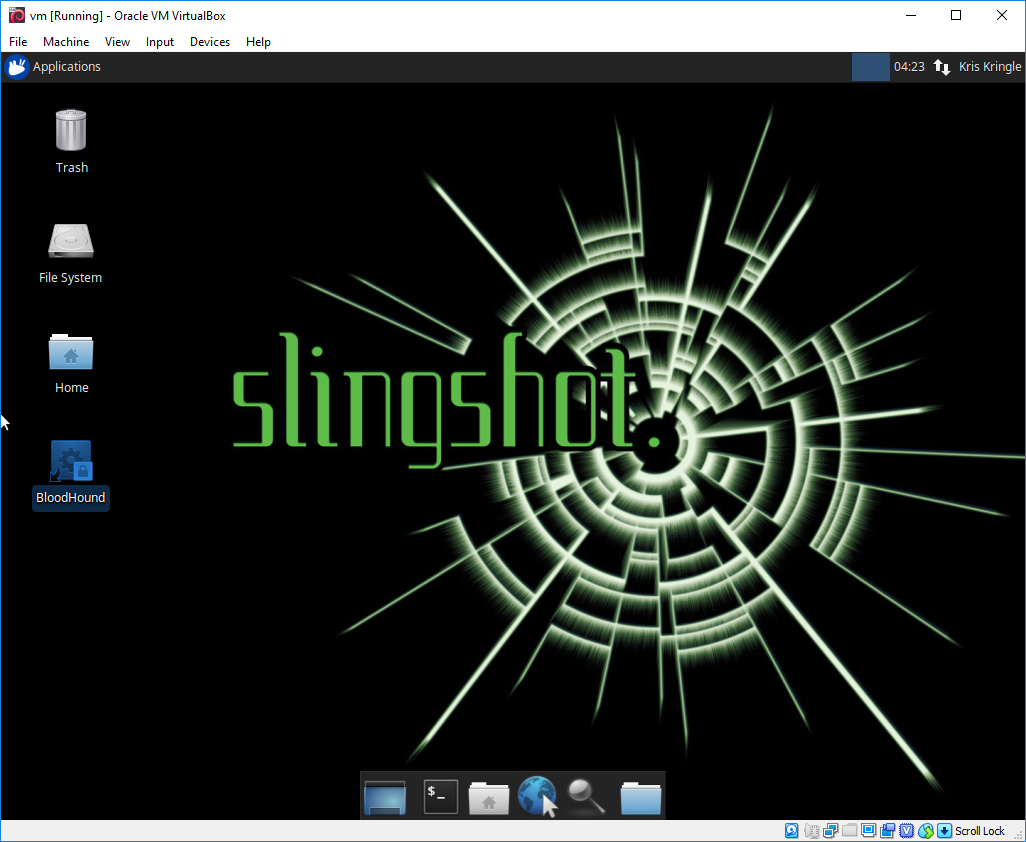 vm [Running] - Oracle VM VirtualBox
File Machine View Input Devices Help
Applications
04:23
Kris Kringle
Trash
File System
Home
BloodHound
slingshot.
$_
V
Scroll Lock